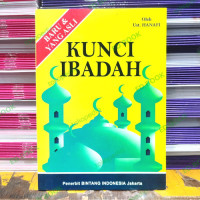 BARU &
YANG ASLI
Oleh
Ust. HANAFI
KUNCI
IBADAH
Penerbit BINTANG INDONESIA Jakarta